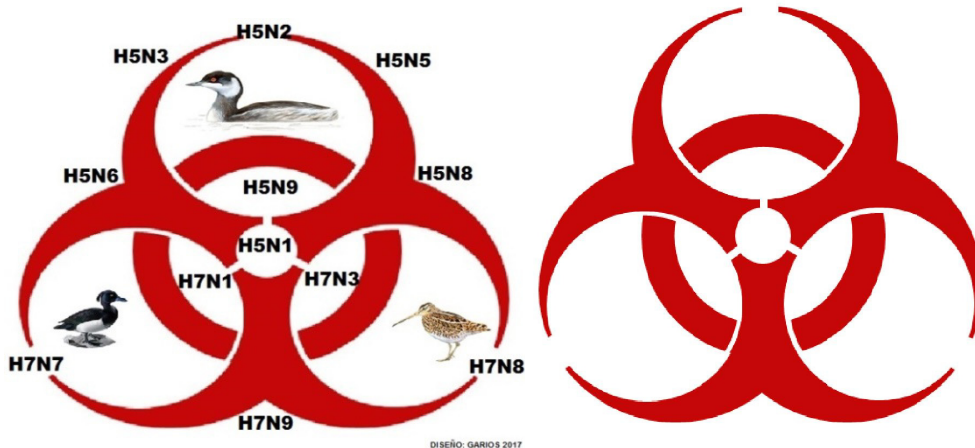 H5N2
H5N3
H5N5
H5N6
H5N9
H5N8
H5N1
H7N1
H7N3
H7N7
H7N8
H7N9
DISEÑO: GARIOS 2017